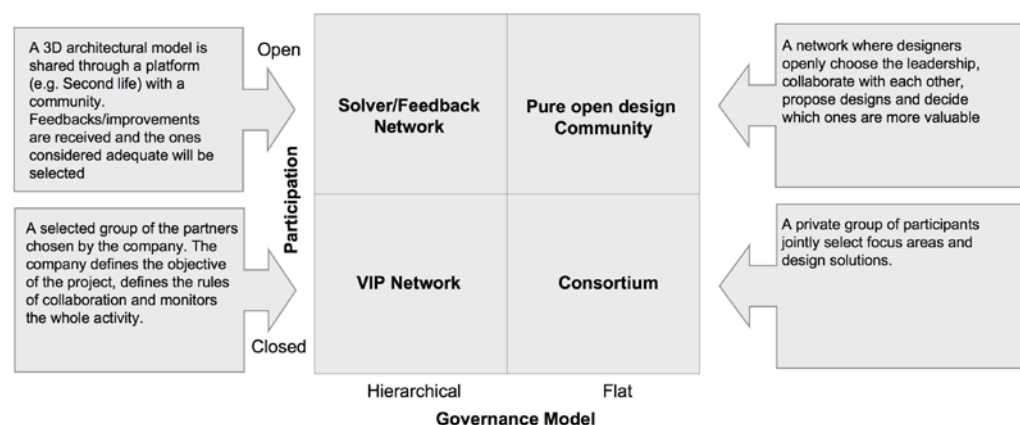 A 3D architectural model is
shared through a platform
(e.g. Second life) with a
community.
Feedbacks/improvements
are received and the ones
considered adequate will be
selected
Open
Solver/Feedback
Network
Pure open design
Community
A network where designers
openly choose the leadership,
collaborate with each other,
propose designs and decide
which ones are more valuable
Participation
A selected group of the partners
chosen by the company. The
company defines the objective
of the project, defines the rules
of collaboration and monitors
the whole activity.
Closed
VIP Network
Consortium
A private group of participants
jointly select focus areas and
design solutions.
Hierarchical
Flat
Governance Model